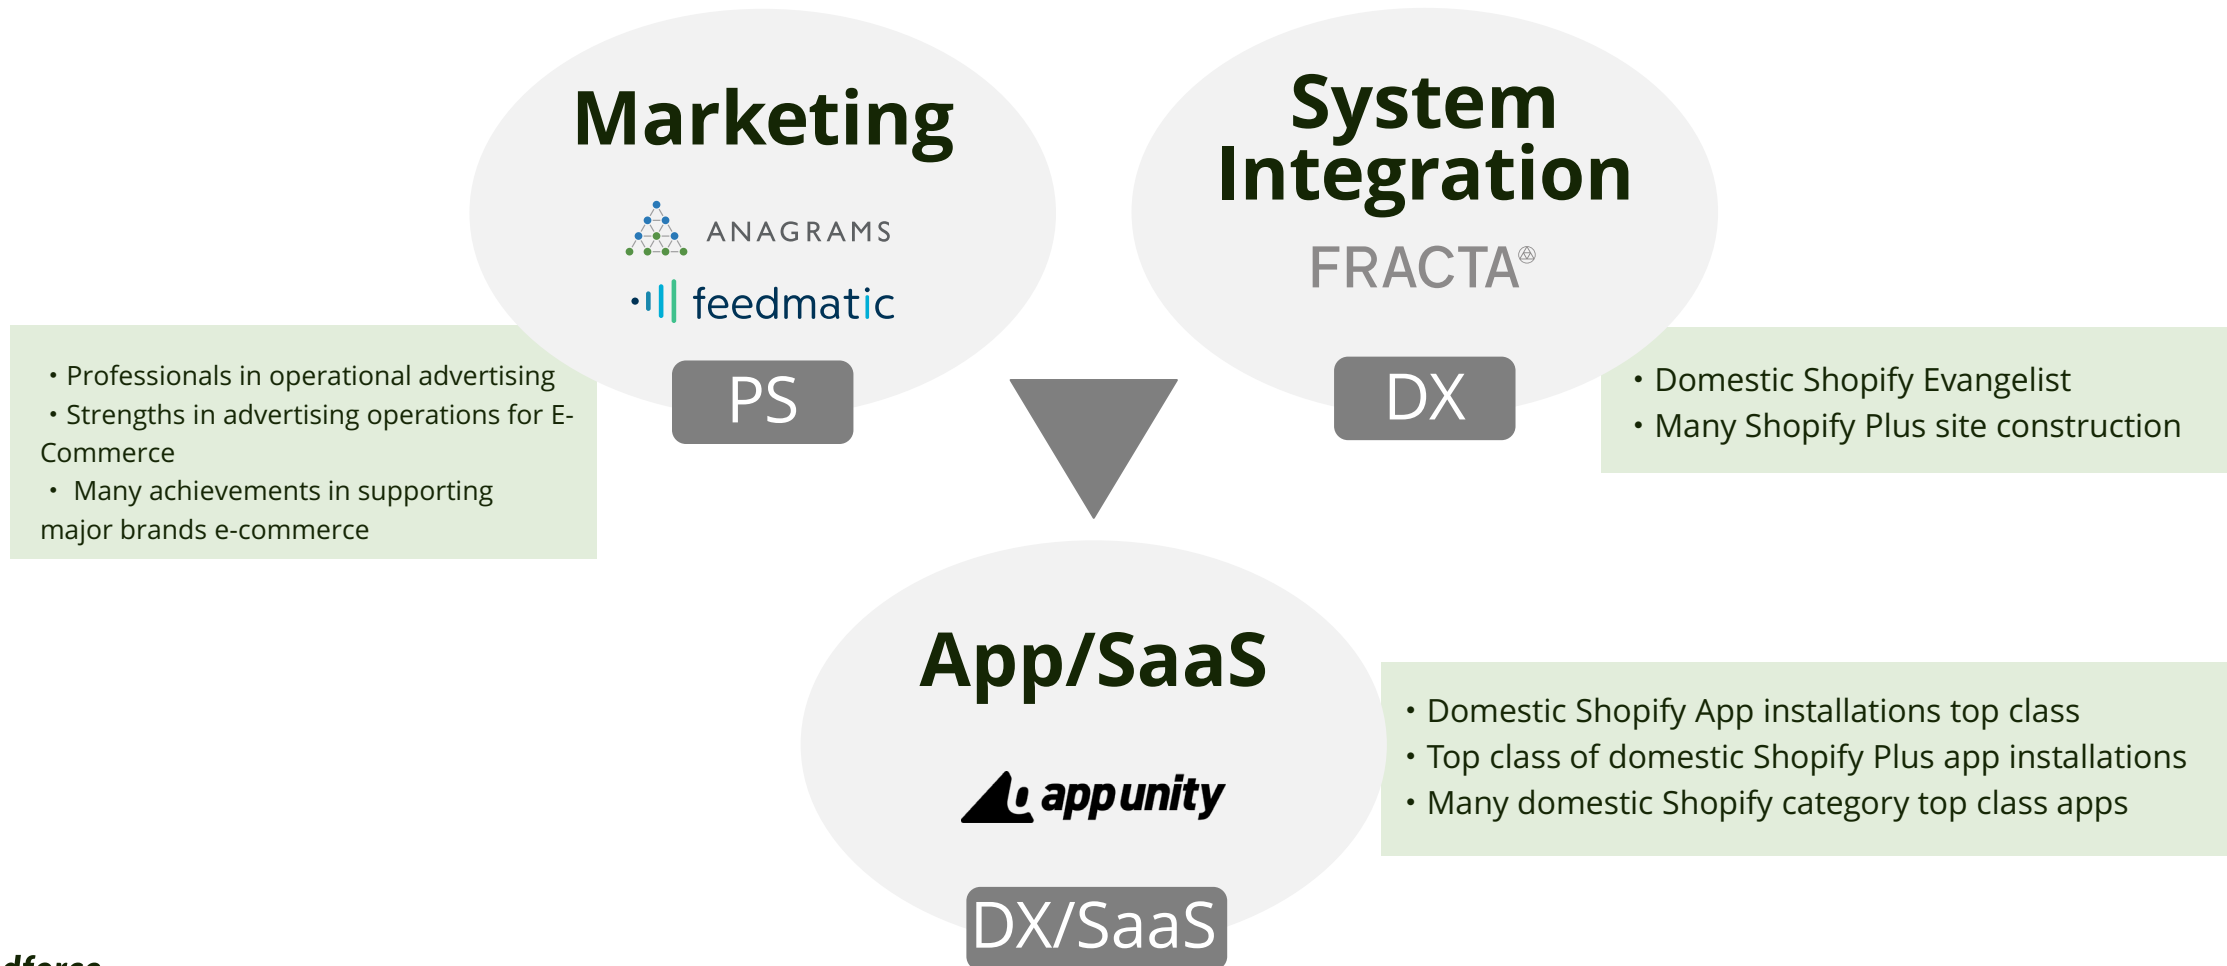 Marketing
ANAGRAMS
feedmatic
PS
・Professionals in operational advertising
・Strengths in advertising operations for E-
Commerce
・ Many achievements in supporting
major brands e-commerce
System
Integration
FRACTA
DX
・Domestic Shopify Evangelist
・Many Shopify Plus site construction
App/SaaS
app unity
DX/SaaS
・Domestic Shopify App installations top class
・Top class of domestic Shopify Plus app installations
・Many domestic Shopify category top class apps